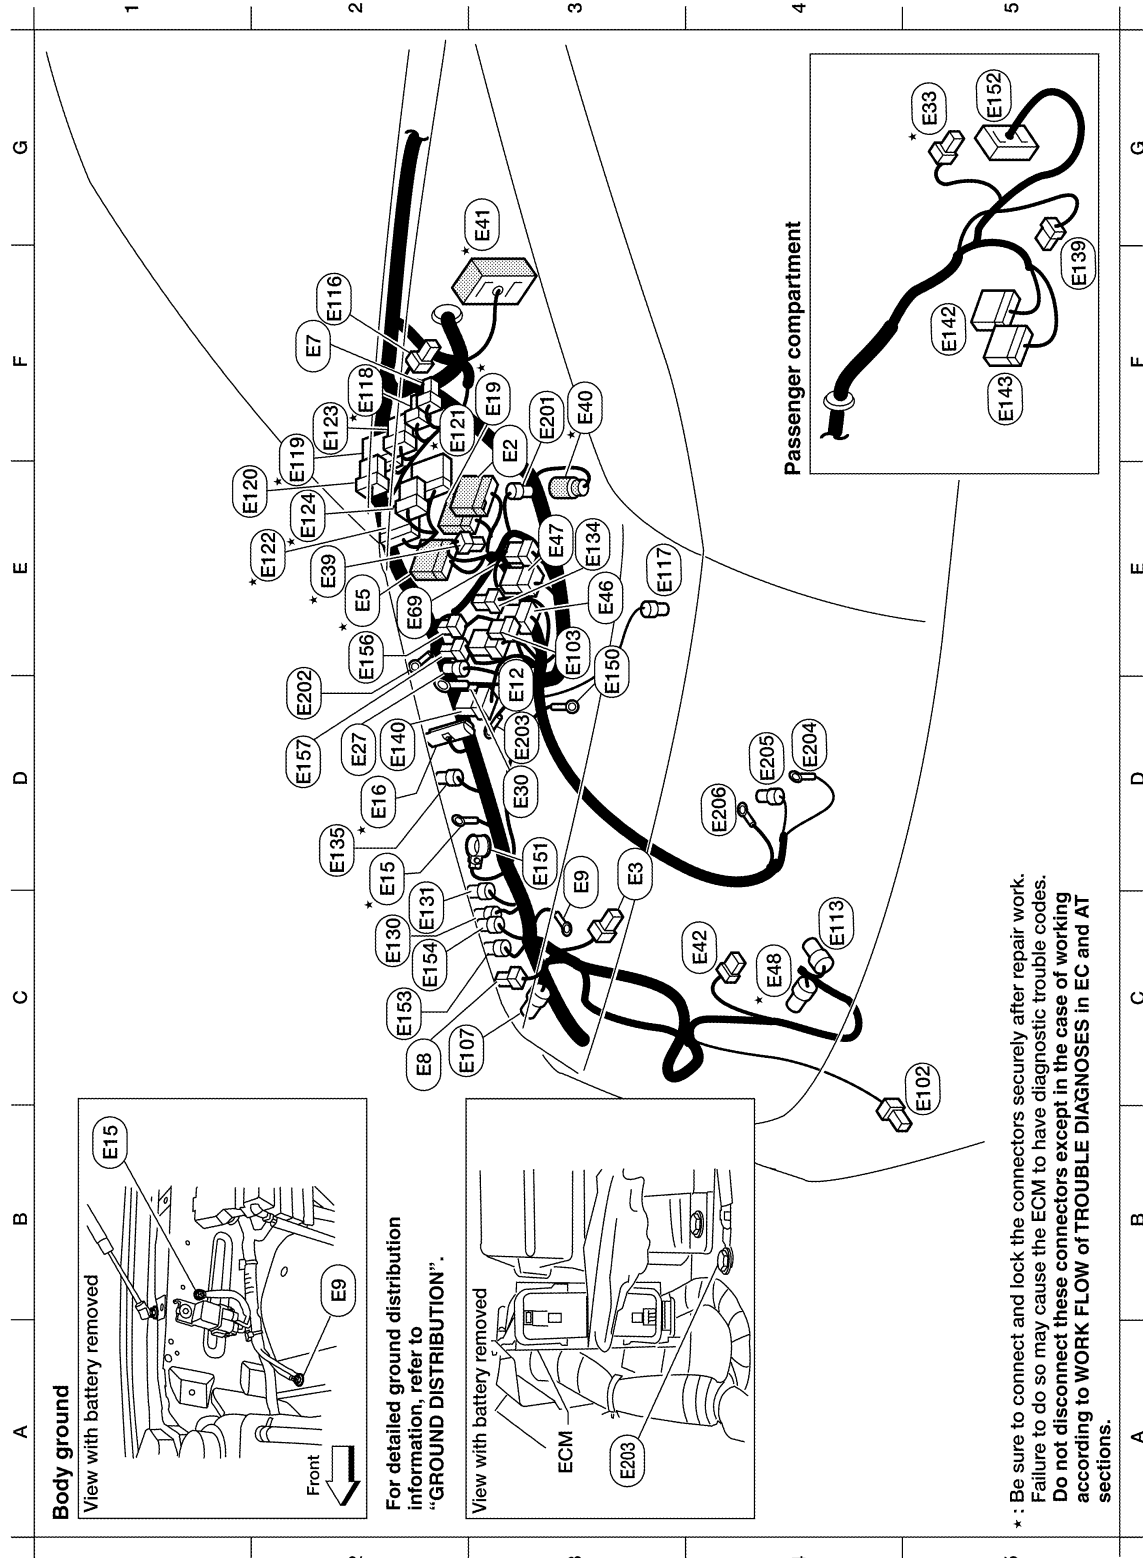 1
2
3
4
5
G
F
E
D
C
B
A
Body ground
View with battery removed
E15
E9
Front
For detailed ground distribution
information, refer to
“GROUND DISTRIBUTION”.
View with battery removed
ECM
E203
E41 ★
E116
E7
★ E118
★ E123
E119
E120
★ E124
★ E122
★ E39
★ E5
★ E156
E69
E202
E157
E27
E140
E16
E135
★ E15
★ E131
E130
E154
E153
E8
E107
★ E19
★ E121
E2
E201
★ E40
E47
E134
E46
E117
E103
E150
E12
E203
E30
E151
E9
E3
E206
E205
E204
E42
★ E48
E113
E102
Passenger compartment
★ E33
E152
E139
E142
E143
★ : Be sure to connect and lock the connectors securely after repair work.
Failure to do so may cause the ECM to have diagnostic trouble codes.
Do not disconnect these connectors except in the case of working
according to WORK FLOW of TROUBLE DIAGNOSES in EC and AT
sections.
G
F
E
D
C
B
A